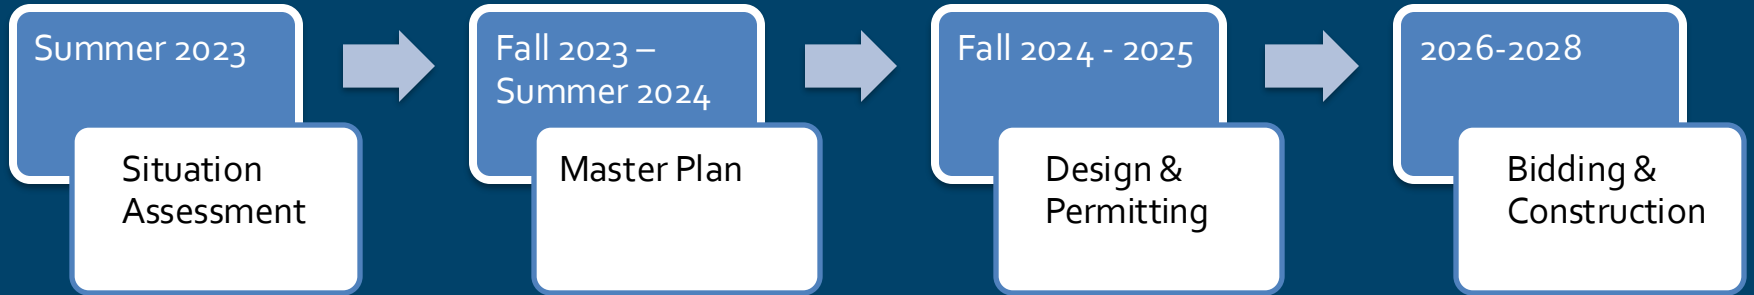 Summer 2023
Situation
Assessment
Fall 2023 –
Summer 2024
Master Plan
Fall 2024 - 2025
Design &
Permitting
2026-2028
Bidding &
Construction